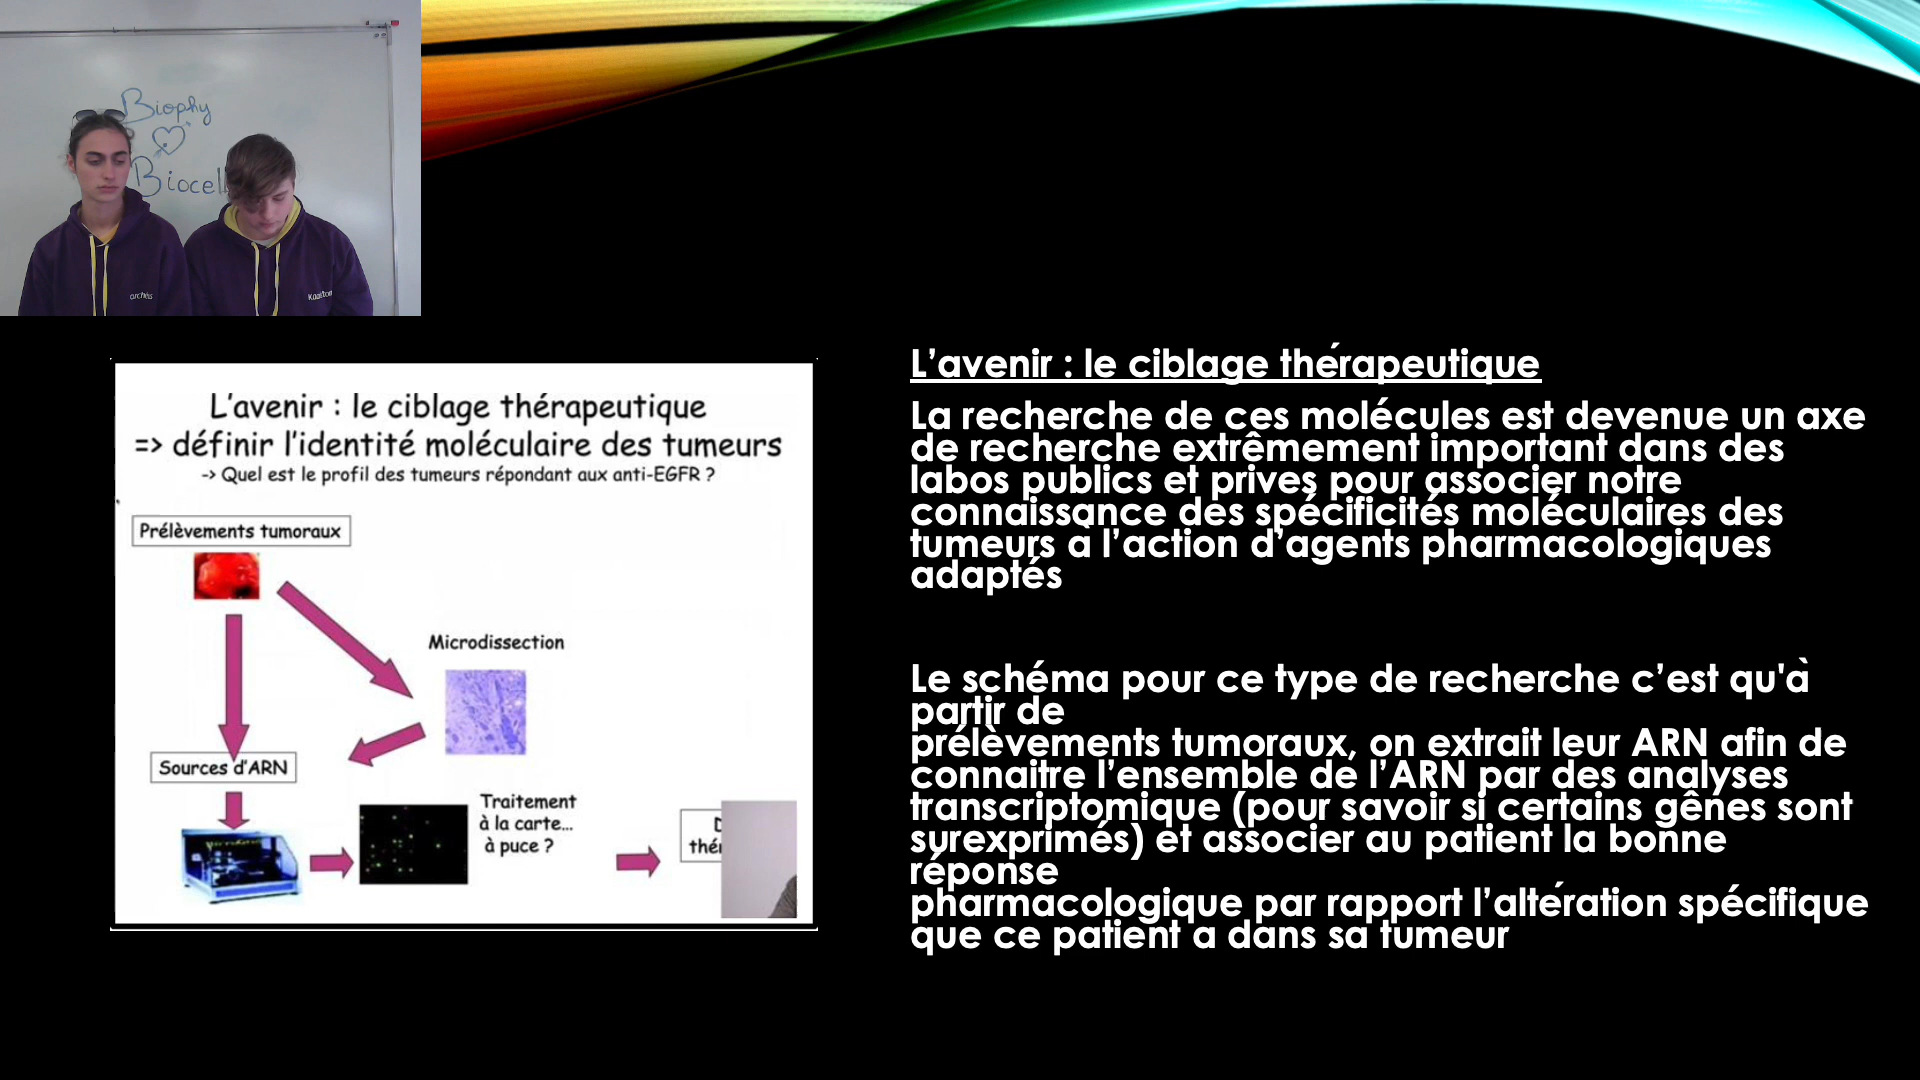 Biophy
Biocell
L'avenir : le ciblage thérapeutique
=> définir l'identité moléculaire des tumeurs
-> Quel est le profil des tumeurs répondant aux anti-EGFR ?
Prélèvements tumoraux
Microdissection
Sources d'ARN
Traitement
à la carte...
à puce ?
L’avenir : le ciblage thérapeutique
La recherche de ces molécules est devenue un axe
de recherche extrêmement important dans des
labos publics et prives pour associer notre
connaissance des spécificités moléculaires des
tumeurs à l’action d’agents pharmacologiques
adaptés
Le schéma pour ce type de recherche c’est qu'à
partir de
prélèvements tumoraux, on extrait leur ARN afin de
connaitre l’ensemble de l’ARN par des analyses
transcriptomique (pour savoir si certains gênes sont
surexprimés) et associer au patient la bonne
réponse
pharmacologique par rapport l’altération spécifique
que ce patient a dans sa tumeur